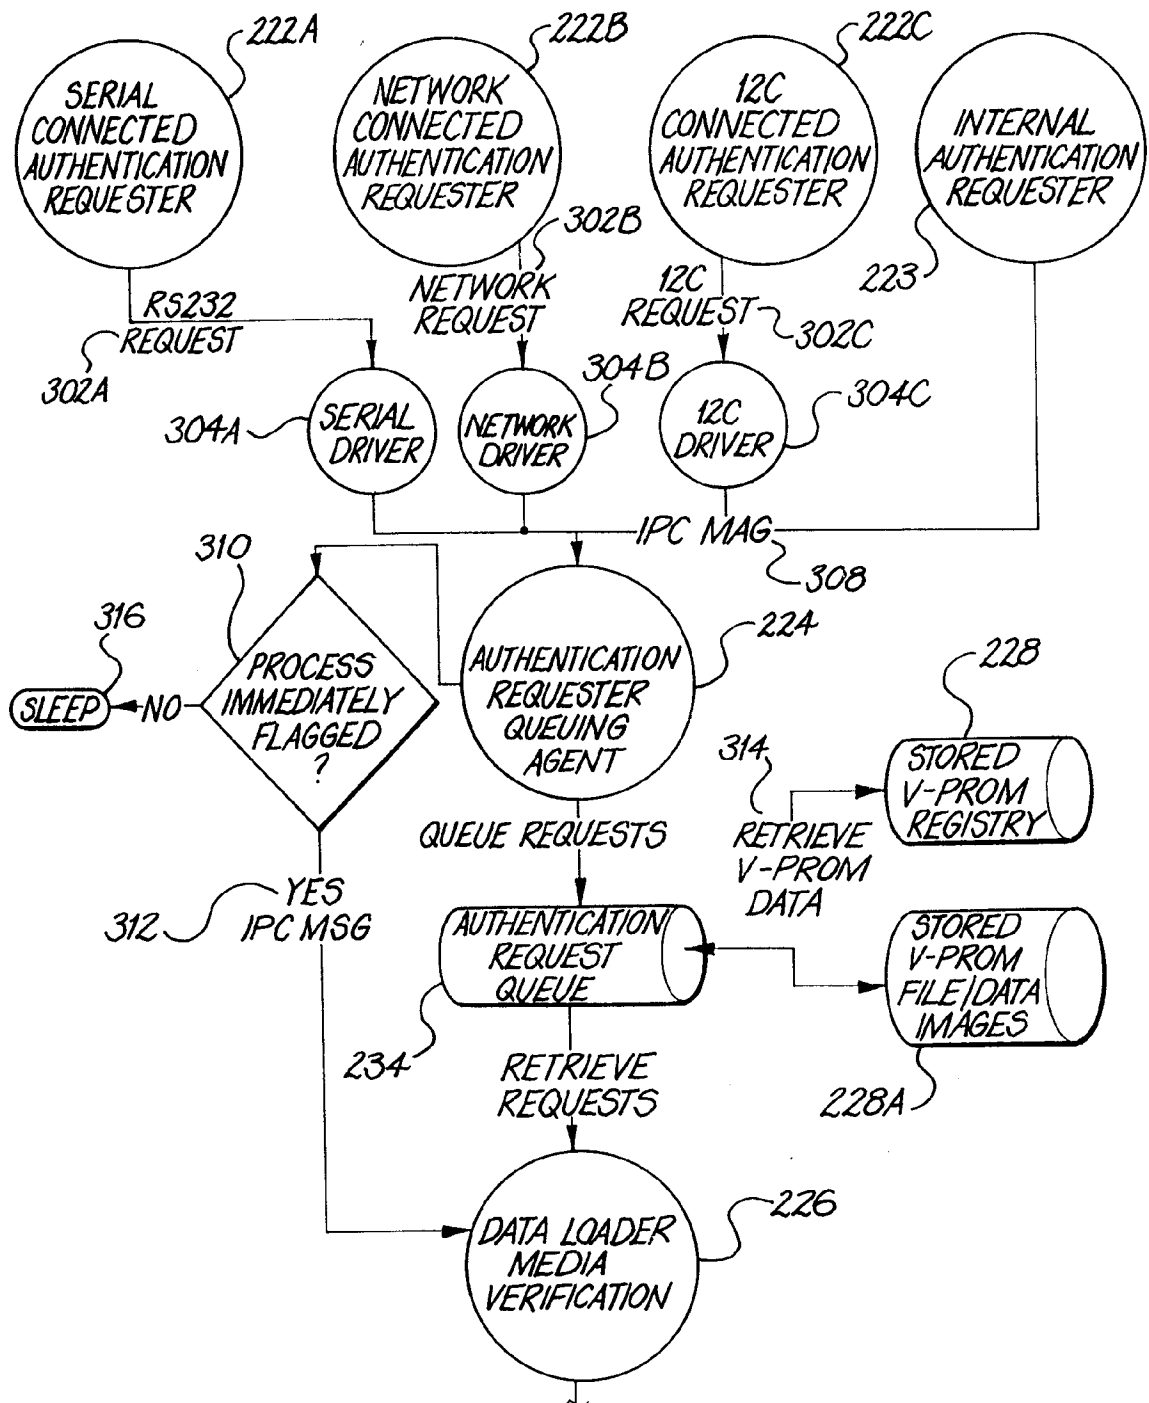 222A
222B
222C
SERIAL
CONNECTED
AUTHENTICATION
REQUESTER
NETWORK
CONNECTED
AUTHENTICATION
REQUESTER
12C
CONNECTED
AUTHENTICATION
REQUESTER
INTERNAL
AUTHENTICATION
REQUESTER
223
RS232
REQUEST
302A
302B
NETWORK
REQUEST
12C
REQUEST
302C
304A
SERIAL
DRIVER
304B
NETWORK
DRIVER
12C
DRIVER
304C
IPC MAG
308
310
316
SLEEP
NO
PROCESS
IMMEDIATELY
FLAGGED
?
AUTHENTICATION
REQUESTER
QUEUING
AGENT
224
228
STORED
V-PROM
REGISTRY
314
RETRIEVE
V-PROM
DATA
QUEUE REQUESTS
312
YES
IPC MSG
AUTHENTICATION
REQUEST
QUEUE
234
STORED
V-PROM
FILE/DATA
IMAGES
228A
RETRIEVE
REQUESTS
DATA LOADER
MEDIA
VERIFICATION
226